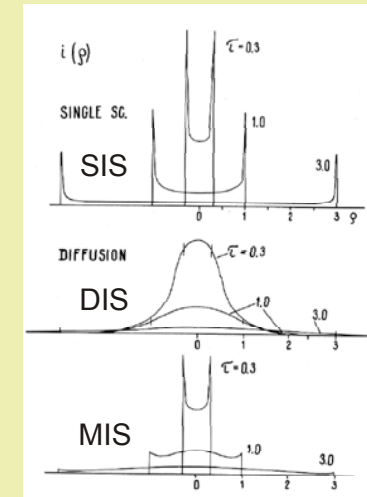 i(ρ)
τ=0.3
SINGLE SC.
1.0
SIS
3.0
0 1 2 3 ρ
DIFFUSION
τ=0.3
DIS
1.0
3.0
0 1 2 3
τ=0.3
MIS
1.0
3.0
0 1 2 3